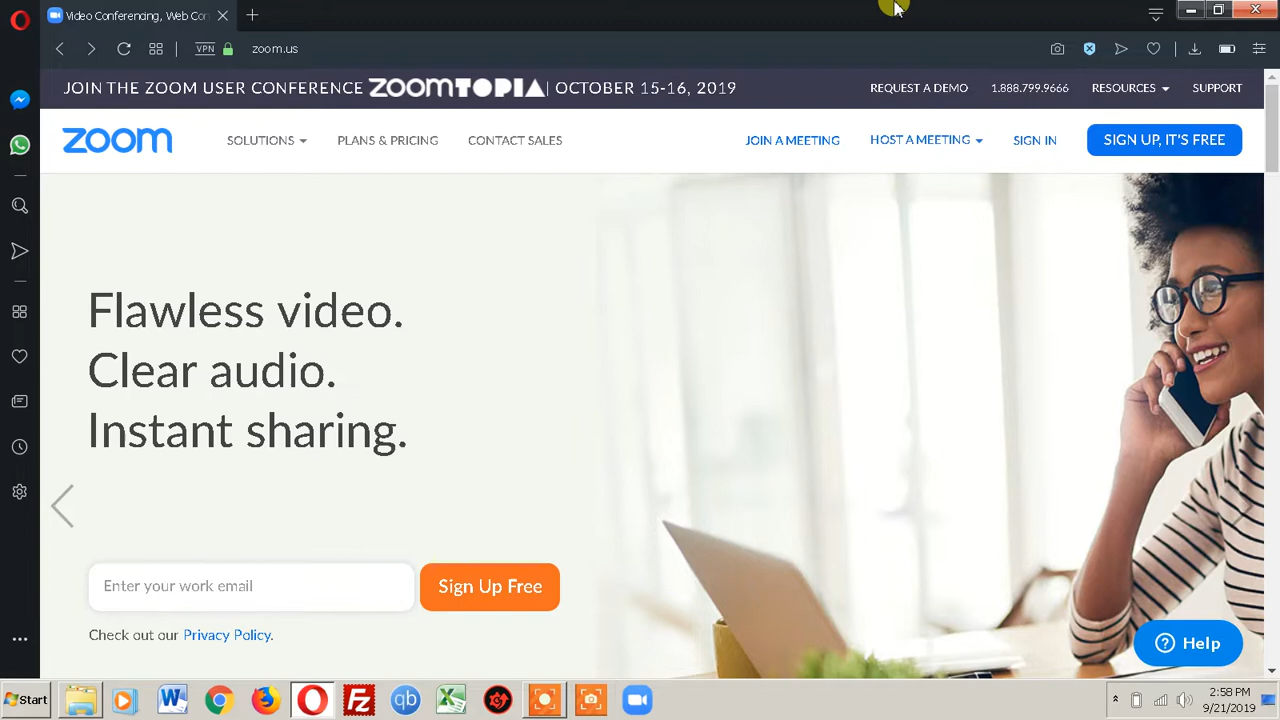 Video Conferencing, Web Con
VPN
zoom.us
JOIN THE ZOOM USER CONFERENCE ZOOMTOPIA | OCTOBER 15-16, 2019
REQUEST A DEMO
1.888.799.9666
RESOURCES
SUPPORT
zoom
SOLUTIONS
PLANS & PRICING
CONTACT SALES
JOIN A MEETING
HOST A MEETING
SIGN IN
SIGN UP, IT'S FREE
Flawless video.
Clear audio.
Instant sharing.
Enter your work email
Sign Up Free
Check out our Privacy Policy.
Help
Start
W
FZ
qb
2:58 PM
9/21/2019